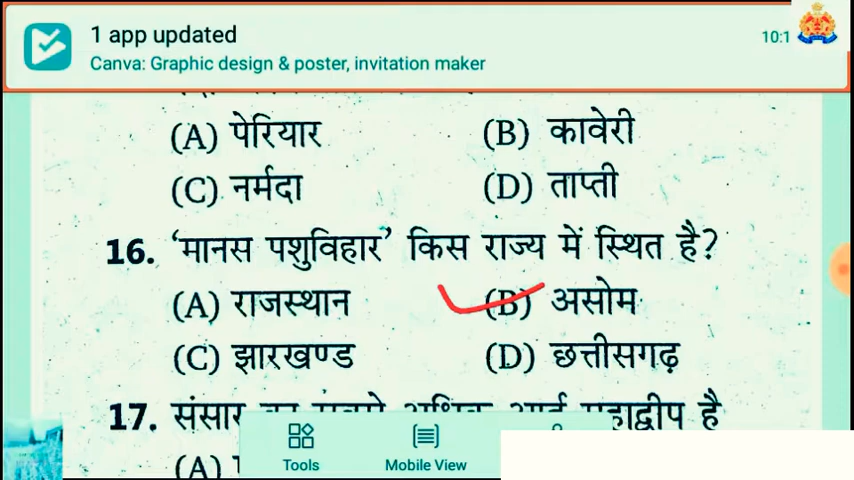 1 app updated
10:1
Canva: Graphic design & poster, invitation maker
(A) पेरियार (B) कावेरी
(C) नर्मदा (D) ताप्ती
16. ‘मानस पशुविहार’ किस राज्य में स्थित है?
(A) राजस्थान (B) असोम
(C) झारखण्ड (D) छत्तीसगढ़
17. संसार है
(A)
Tools Mobile View